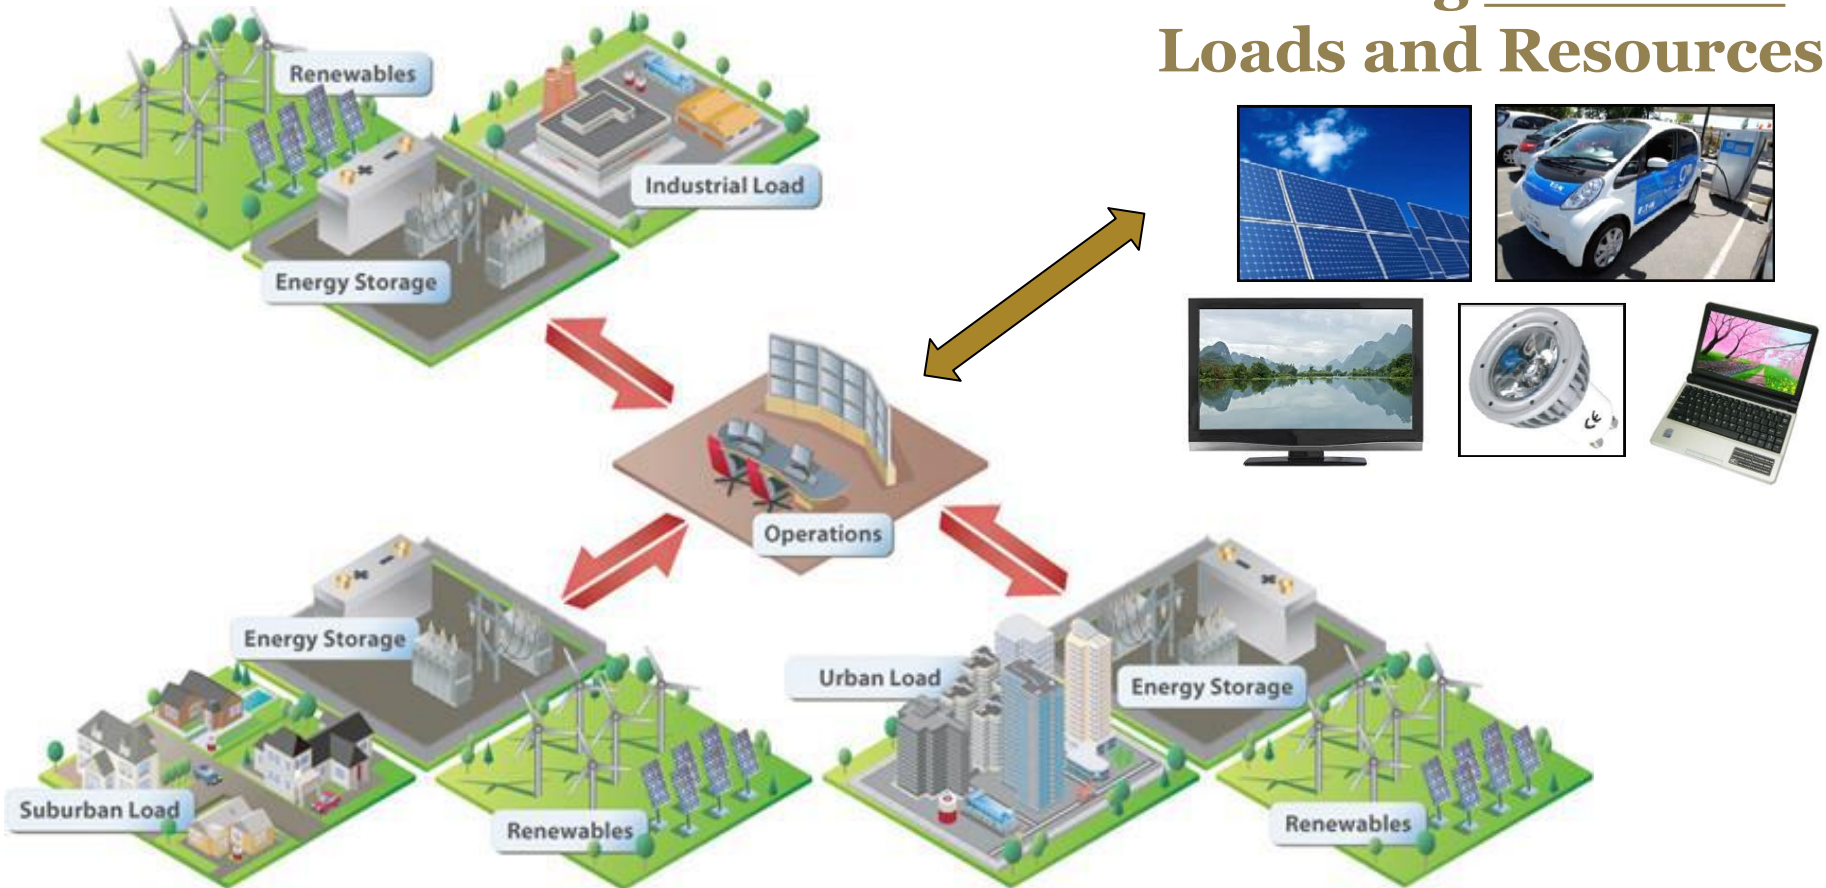 Loads and Resources
Renewables
Industrial Load
Energy Storage
Operations
Energy Storage
Urban Load
Energy Storage
Suburban Load
Renewables
Renewables